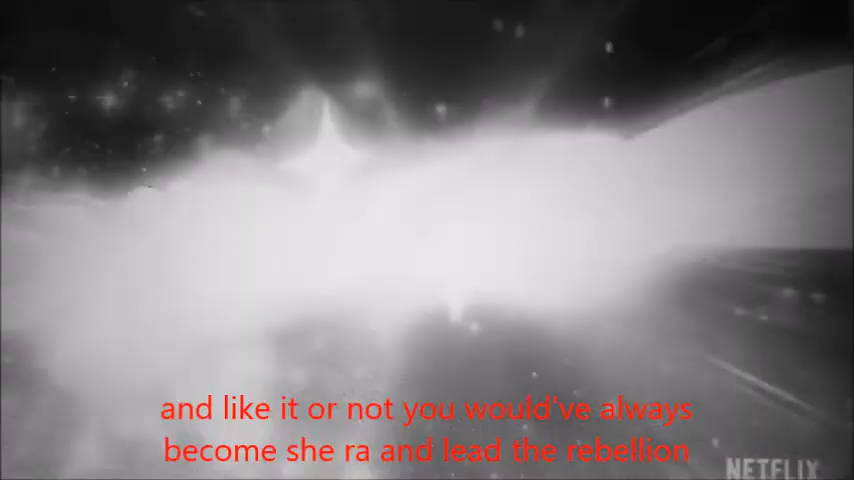 and like it or not you would've always
become she ra and lead the rebellion
NETFLIX